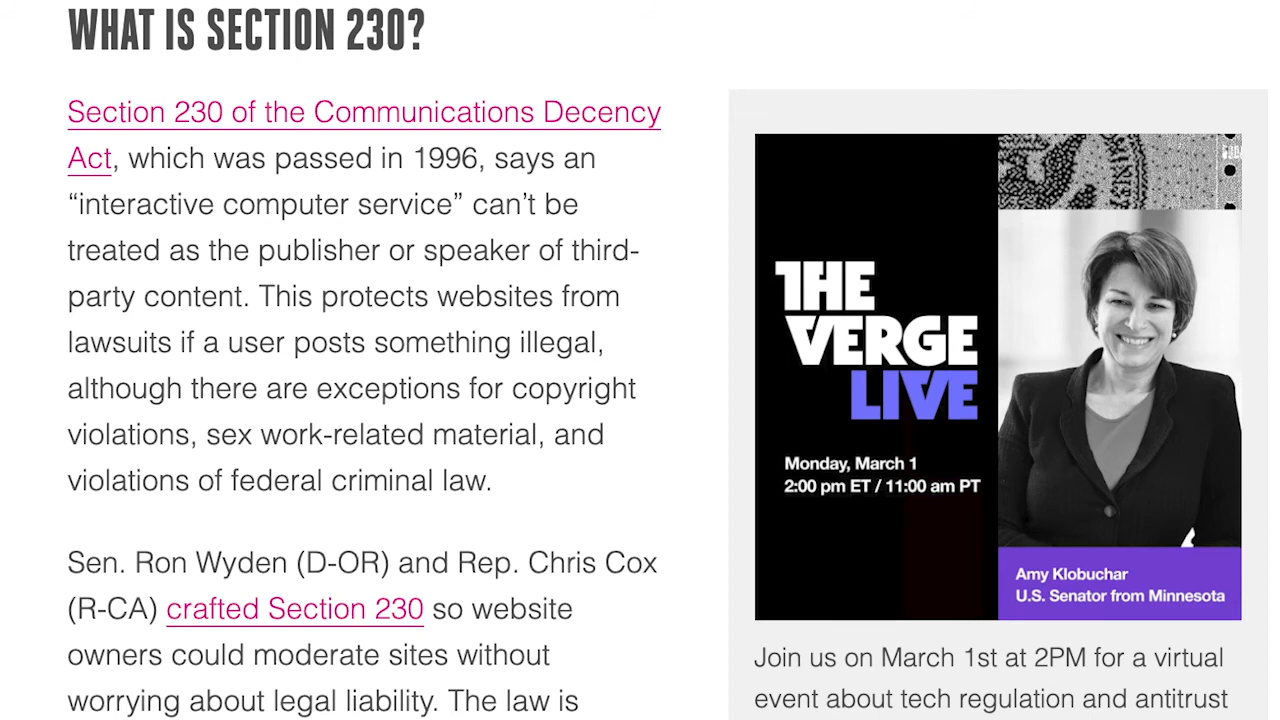 WHAT IS SECTION 230?
Section 230 of the Communications Decency
Act, which was passed in 1996, says an
“interactive computer service” can’t be
treated as the publisher or speaker of third-
party content. This protects websites from
lawsuits if a user posts something illegal,
although there are exceptions for copyright
violations, sex work-related material, and
violations of federal criminal law.
Sen. Ron Wyden (D-OR) and Rep. Chris Cox
(R-CA) crafted Section 230 so website
owners could moderate sites without
worrying about legal liability. The law is
THE
VERGE
LIVE
Monday, March 1
2:00 pm ET / 11:00 am PT
Amy Klobuchar
U.S. Senator from Minnesota
Join us on March 1st at 2PM for a virtual
event about tech regulation and antitrust